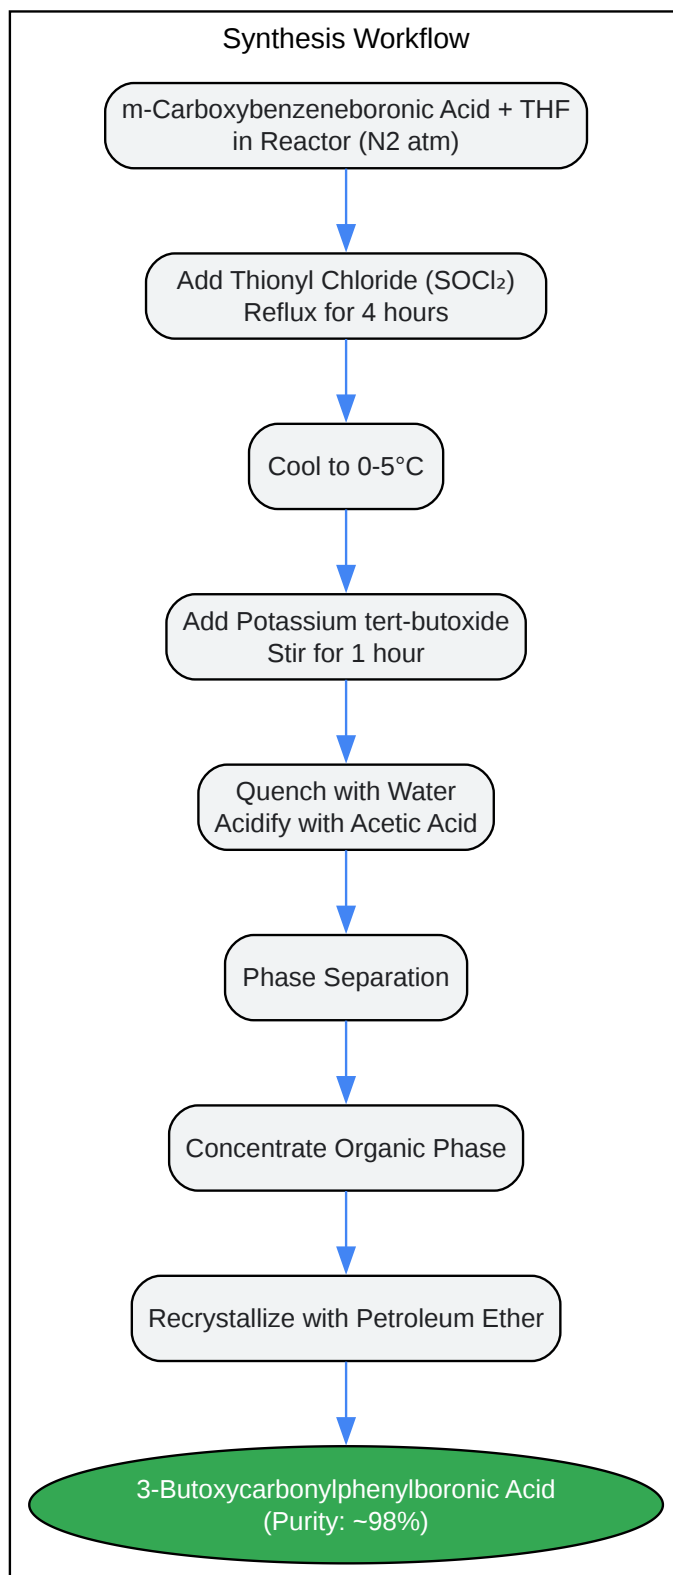 Synthesis Workflow
m-Carboxybenzeneboronic Acid + THF
in Reactor (N2 atm)
Add Thionyl Chloride (SOCl₂)
Reflux for 4 hours
Cool to 0-5°C
Add Potassium tert-butoxide
Stir for 1 hour
Quench with Water
Acidify with Acetic Acid
Phase Separation
Concentrate Organic Phase
Recrystallize with Petroleum Ether
3-Butoxycarbonylphenylboronic Acid
(Purity: ~98%)